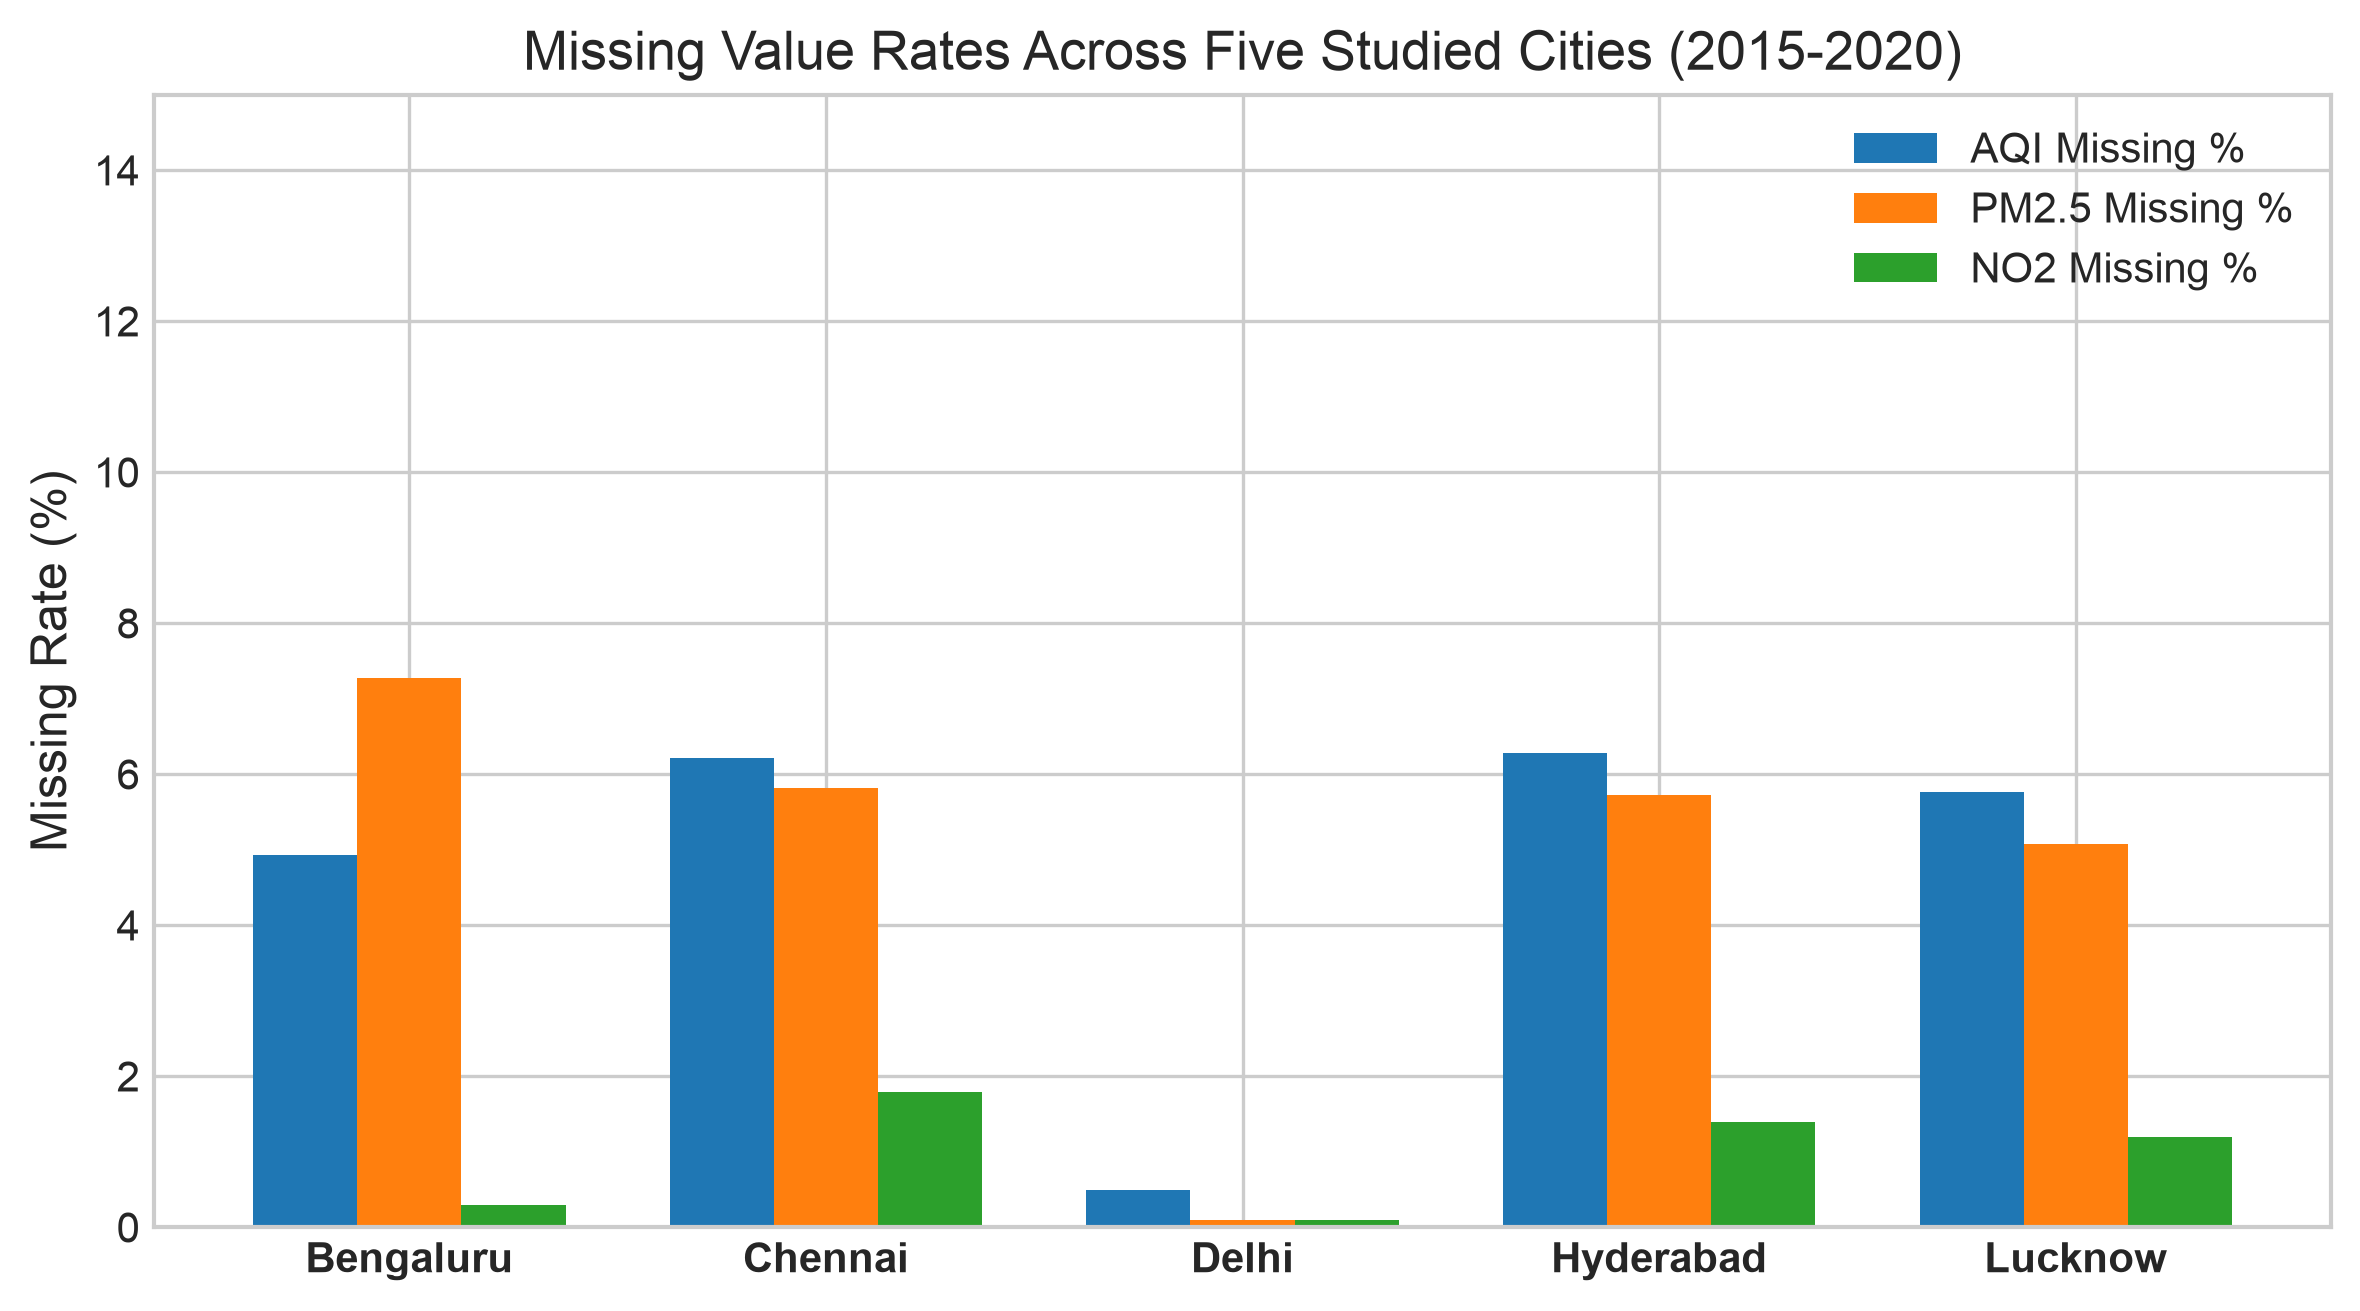 Missing Value Rates Across Five Studied Cities (2015-2020)
AQI Missing %
PM2.5 Missing %
NO2 Missing %
Missing Rate (%)
14
12
10
8
6
4
2
0
Bengaluru Chennai Delhi Hyderabad Lucknow